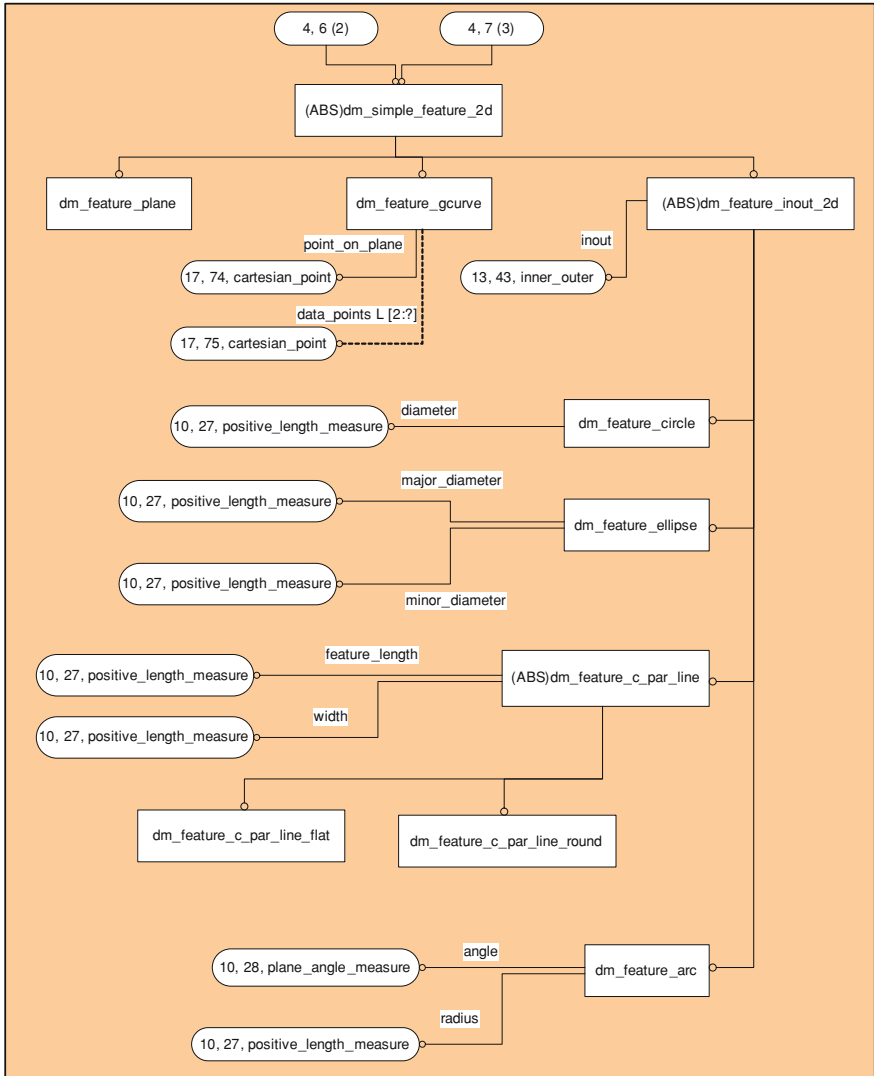 4, 6 (2)
4, 7 (3)
(ABS)dm_simple_feature_2d
dm_feature_plane
dm_feature_gcurve
(ABS)dm_feature_inout_2d
point_on_plane
inout
17, 74, cartesian_point
13, 43, inner_outer
data_points L [2:?]
17, 75, cartesian_point
diameter
10, 27, positive_length_measure
dm_feature_circle
major_diameter
10, 27, positive_length_measure
dm_feature_ellipse
10, 27, positive_length_measure
minor_diameter
feature_length
10, 27, positive_length_measure
(ABS)dm_feature_c_par_line
width
10, 27, positive_length_measure
dm_feature_c_par_line_flat
dm_feature_c_par_line_round
angle
10, 28, plane_angle_measure
dm_feature_arc
radius
10, 27, positive_length_measure